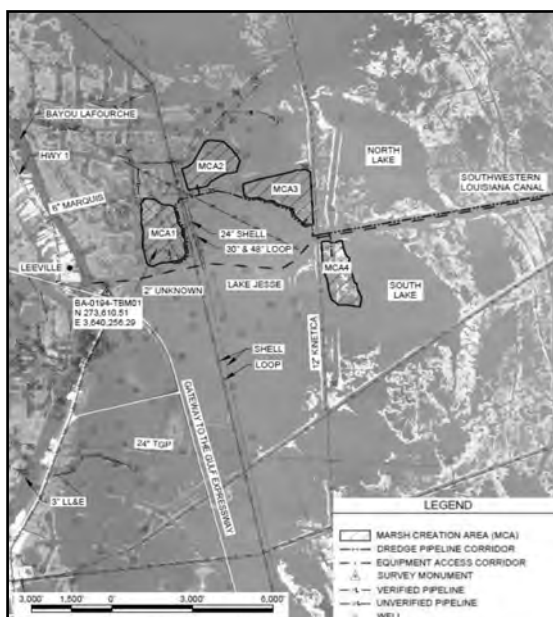 BAYOU LAFOURCHE
HWY 1
6" MARQUIS
MCA2
MCA3
MCA1
NORTH
LAKE
SOUTHWESTERN
LOUISIANA CANAL
24" SHELL
30" & 48" LOOP
LEEVILLE
MCA4
2" UNKNOWN
LAKE JESSE
SOUTH
LAKE
BA-0194-TBM01
N 273,610.51
E 3,640,256.29
12" KINETICA
SHELL
LOOP
GATEWAY TO THE GULF EXPRESSWAY
24" TGP
3" LL&E
LEGEND
MARSH CREATION AREA (MCA)
DREDGE PIPELINE CORRIDOR
EQUIPMENT ACCESS CORRIDOR
SURVEY MONUMENT
VERIFIED PIPELINE
UNVERIFIED PIPELINE
WELL
3,000' 1,500' 0' 3,000' 6,000'